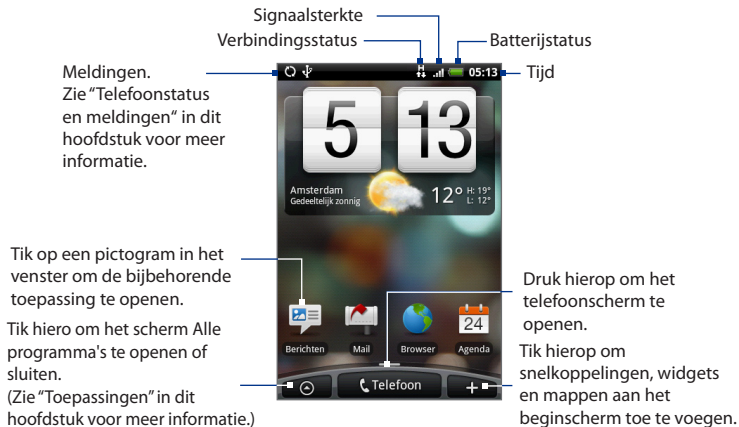 Signaalsterkte
Verbindingsstatus
Batterijstatus
Meldingen.
Zie “Telefoonstatus
en meldingen“ in dit
hoofdstuk voor meer
informatie.
H
05:13
Tijd
5 13
Amsterdam
Gedeeltelijk zonnig
12° H: 19°
L: 12°
Tik op een pictogram in het
venster om de bijbehorende
toepassing te openen.
Druk hierop om het
telefoonscherm te
openen.
24
Berichten Mail Browser Agenda
Tik hiero om het scherm Alle
programma's te openen of
sluiten.
(Zie “Toepassingen” in dit
hoofdstuk voor meer informatie.)
Telefoon
Tik hierop om
snelkoppelingen, widgets
en mappen aan het
beginscherm toe te voegen.